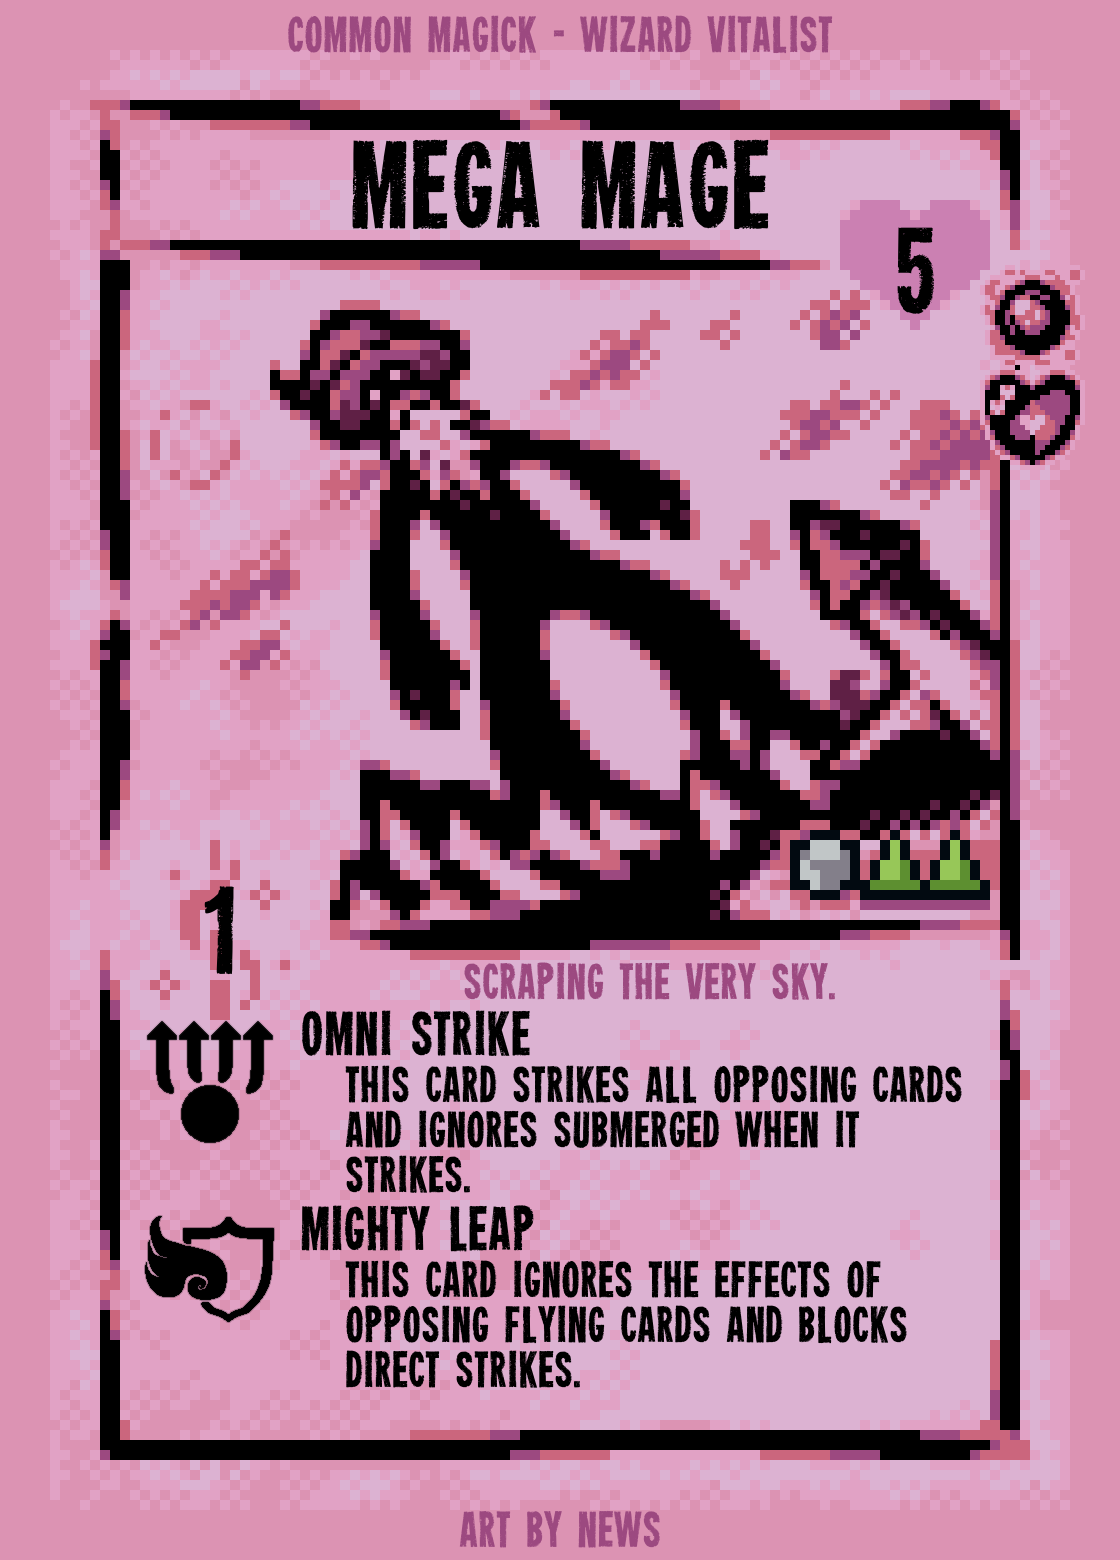 COMMON MAGICK - WIZARD VITALIST
MEGA MAGE
5
1
SCRAPING THE VERY SKY.
OMNI STRIKE
THIS CARD STRIKES ALL OPPOSING CARDS
AND IGNORES SUBMERGED WHEN IT
STRIKES.
MIGHTY LEAP
THIS CARD IGNORES THE EFFECTS OF
OPPOSING FLYING CARDS AND BLOCKS
DIRECT STRIKES.
ART BY NEWS